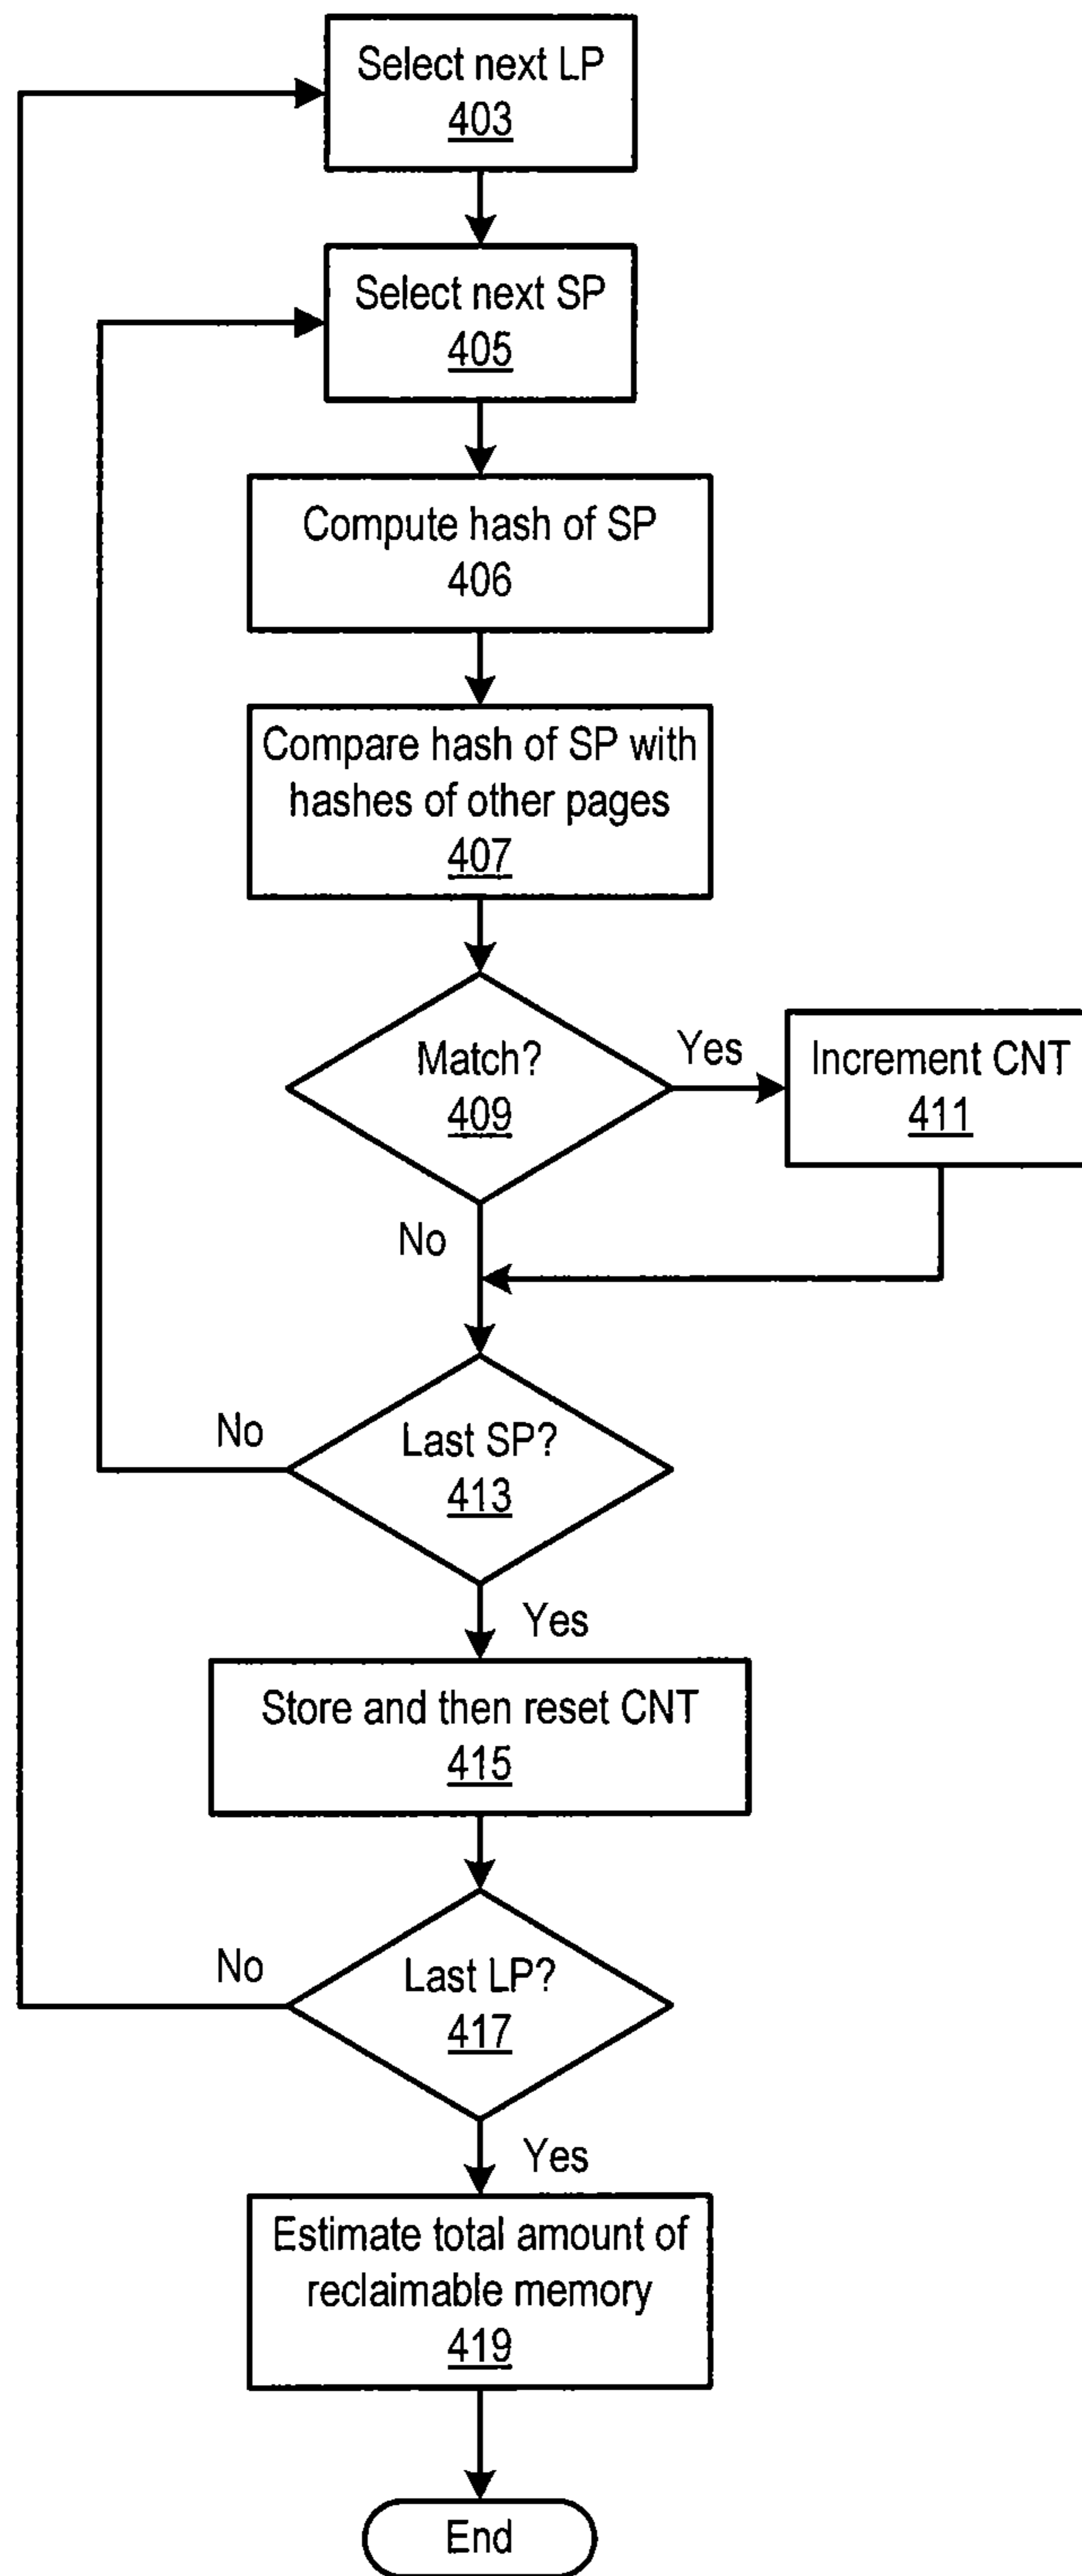 Select next LP
403
Select next SP
405
Compute hash of SP
406
Compare hash of SP with
hashes of other pages
407
Match?
409
Yes
Increment CNT
411
No
Last SP?
413
No
Yes
Store and then reset CNT
415
Last LP?
417
No
Yes
Estimate total amount of
reclaimable memory
419
End